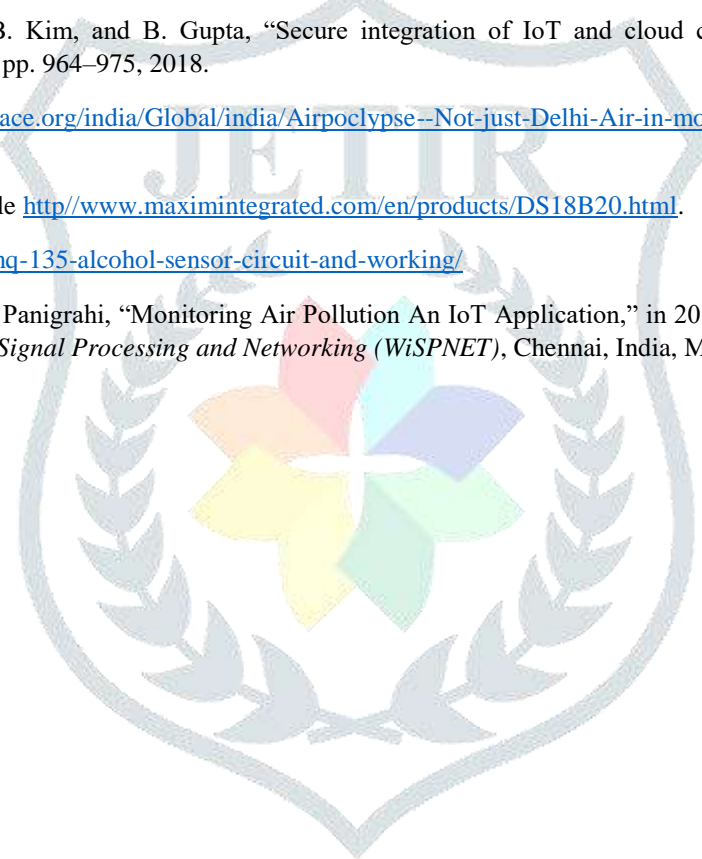 B. Kim, and B. Gupta, “Secure integration of IoT and cloud c
pp. 964–975, 2018.
ace.org/india/Global/india/Airpoclypse--Not-just-Delhi-Air-in-mo
le http//www.maximintegrated.com/en/products/DS18B20.html.
nq-135-alcohol-sensor-circuit-and-working/
Panigrahi, “Monitoring Air Pollution An IoT Application,” in 20
Signal Processing and Networking (WiSPNET), Chennai, India, M
JETIR